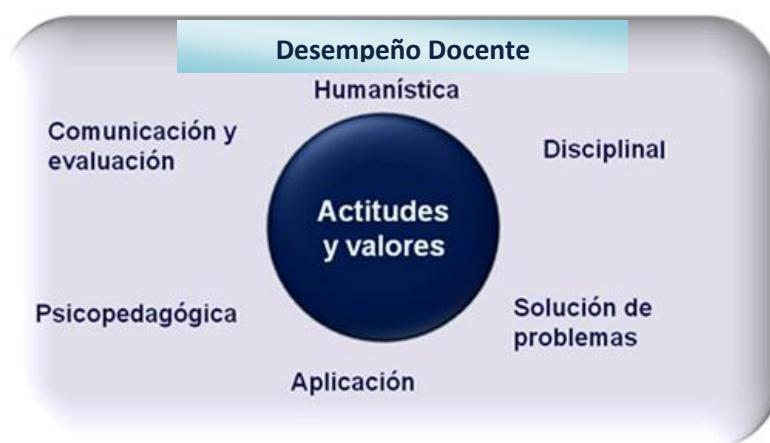 Desempeño Docente
Humanística
Comunicación y
evaluación
Disciplinal
Actitudes
y valores
Psicopedagógica
Solución de
problemas
Aplicación